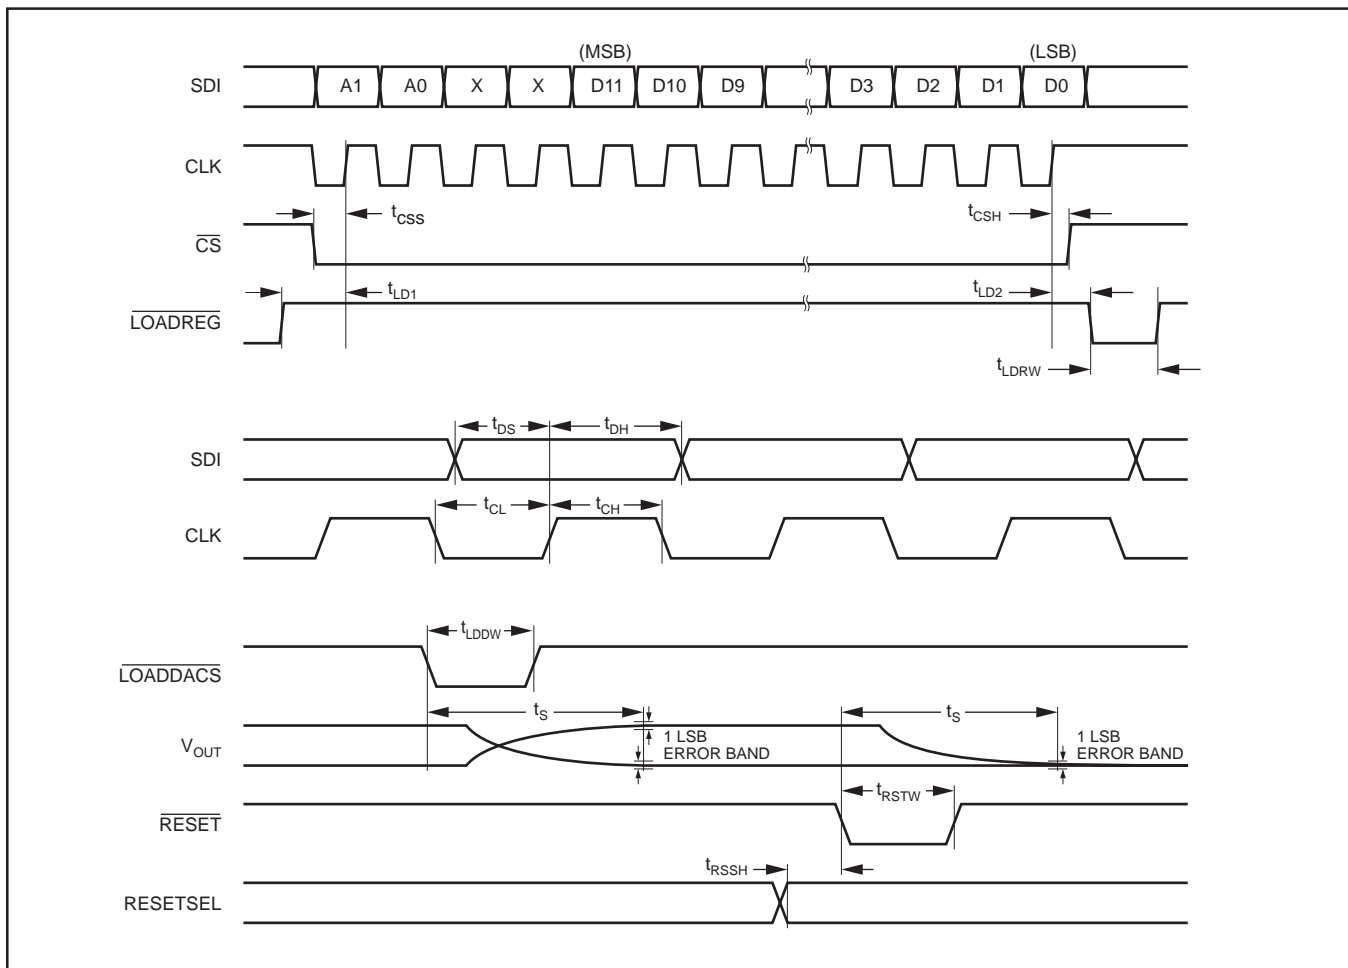 (MSB) (LSB)
SDI A1 A0 X X D11 D10 D9 D3 D2 D1 D0
CLK
tCSS tCSH
CS
tLD1 tLD2
LOADREG
tLDRW
tDS tDH
SDI
tCL tCH
CLK
tLDDW
LOADDACS
tS tS
1 LSB 1 LSB
VOUT ERROR BAND ERROR BAND
tRSTW
RESET
tRSSH
RESETSEL